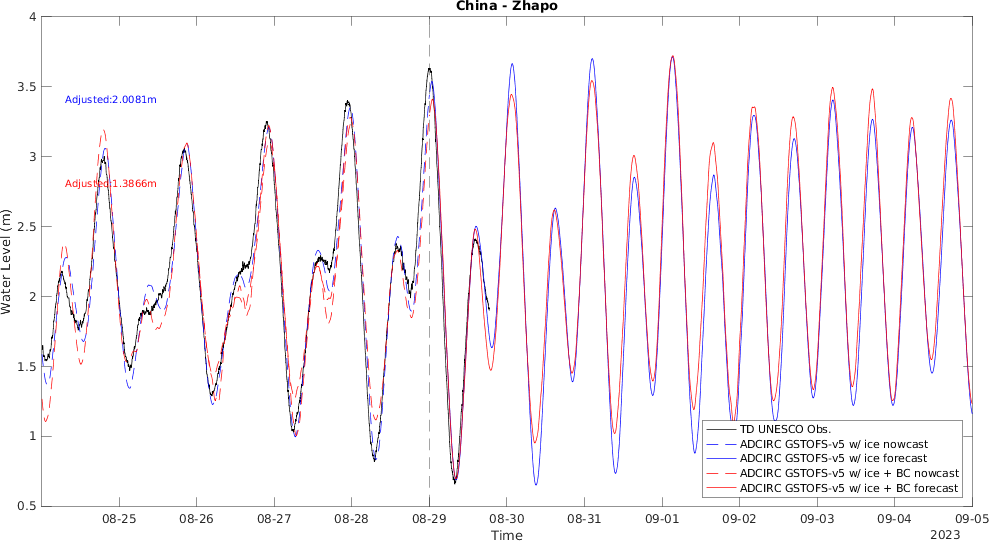 China - Zhapo
4
3.5
3
2.5
2
1.5
1
0.5
Water Level (m)
Adjusted:2.0081m
Adjusted:1.3866m
TD UNESCO Obs.
ADCIRC GSTOFS-v5 w/ ice nowcast
ADCIRC GSTOFS-v5 w/ ice forecast
ADCIRC GSTOFS-v5 w/ ice + BC nowcast
ADCIRC GSTOFS-v5 w/ ice + BC forecast
08-25 08-26 08-27 08-28 08-29 08-30 08-31 09-01 09-02 09-03 09-04 09-05
Time
2023